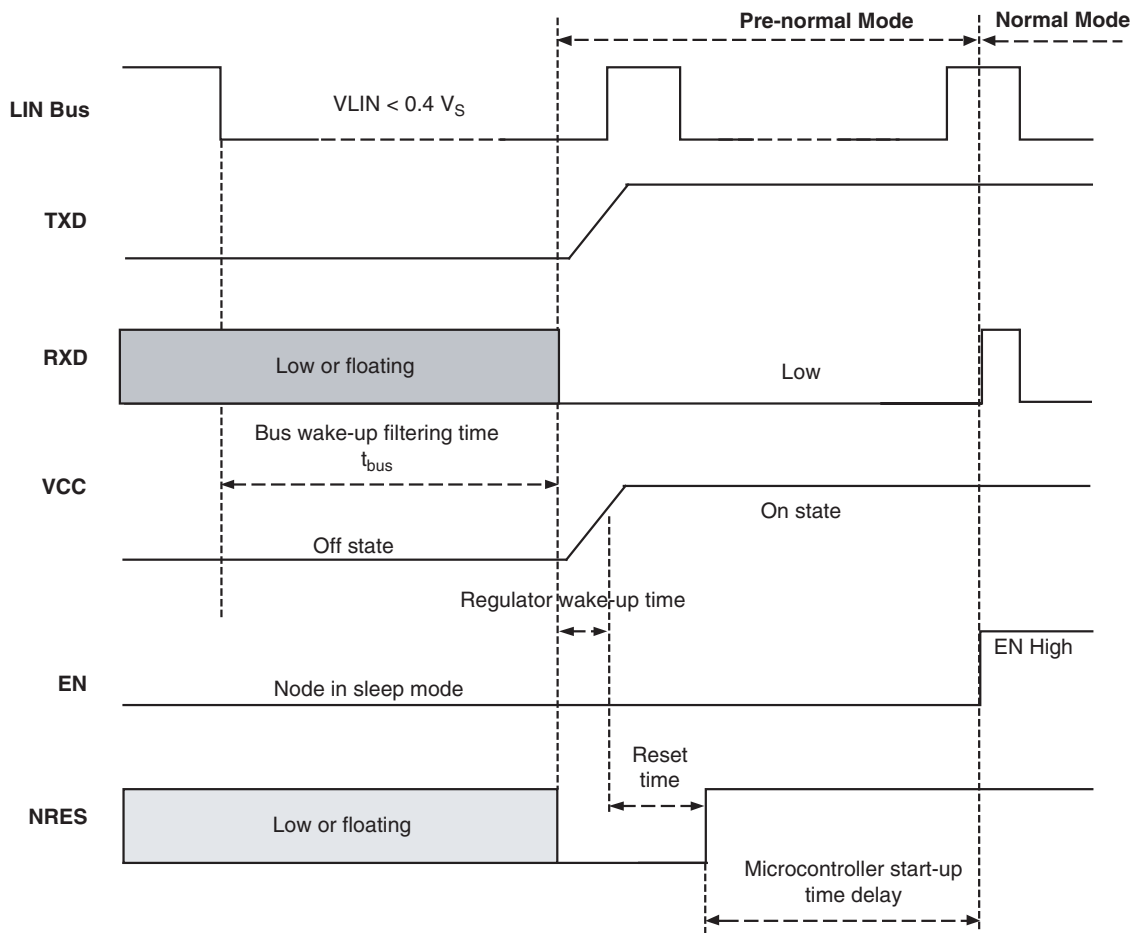 Pre-normal Mode
Normal Mode
LIN Bus
VLIN < 0.4 VS
TXD
RXD
Low or floating
Low
Bus wake-up filtering time
tbus
VCC
On state
Off state
Regulator wake-up time
EN High
EN
Node in sleep mode
Reset
time
NRES
Low or floating
Microcontroller start-up
time delay